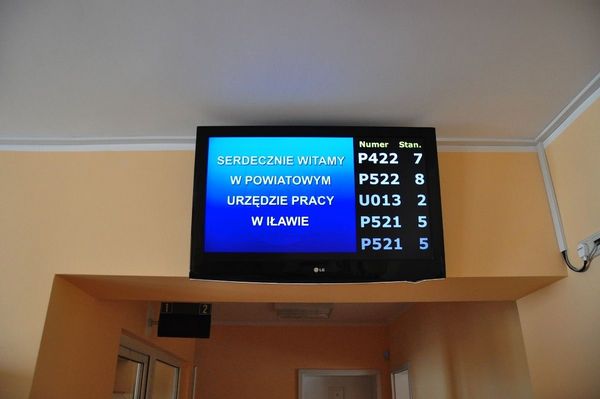 SERDECZNIE WITAMY
W POWIATOWYM
URZĘDZIE PRACY
W IŁAWIE
Numer Stan.
P422 7
P522 8
U013 2
P521 5
P521 5
LG
1 2